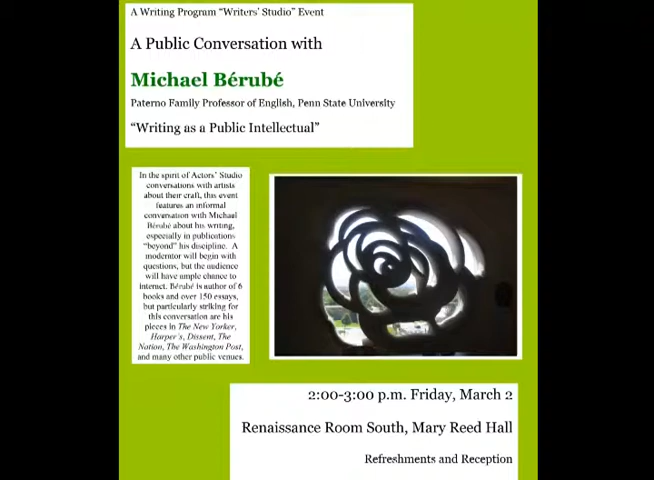 A Writing Program "Writers' Studio" Event
A Public Conversation with
Michael Bérubé
Paterno Family Professor of English, Penn State University
“Writing as a Public Intellectual”
In the spirit of Actors' Studio
conversations with artists
about their craft, this event
features an informal
conversation with Michael
Bérubé about his writing,
especially in publications
“beyond” his discipline. A
moderator will begin with
questions, but the audience
will have ample chance to
interact. Bérubé is author of 6
books and over 150 essays,
but particularly striking for
this conversation are his
pieces in The New Yorker,
Harper's, Dissent, The
Nation, The Washington Post,
and many other public venues.
2:00-3:00 p.m. Friday, March 2
Renaissance Room South, Mary Reed Hall
Refreshments and Reception